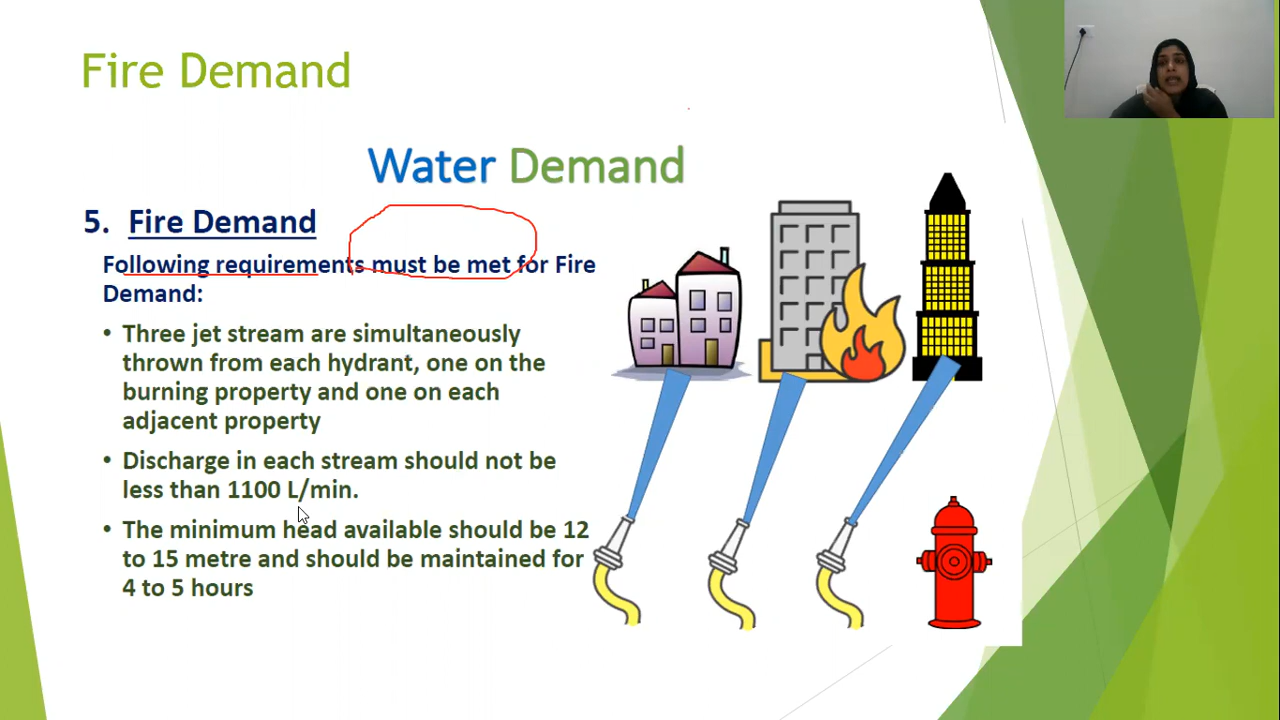 Fire Demand
Water Demand
5. Fire Demand
Following requirements must be met for Fire
Demand:
• Three jet stream are simultaneously
thrown from each hydrant, one on the
burning property and one on each
adjacent property
• Discharge in each stream should not be
less than 1100 L/min.
• The minimum head available should be 12
to 15 metre and should be maintained for
4 to 5 hours